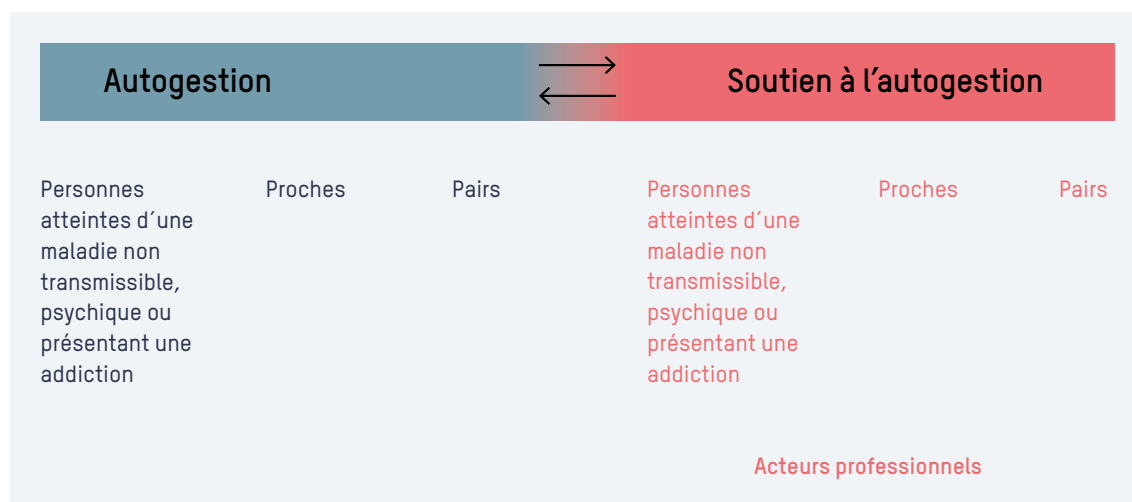 Autogestion
Soutien à l´autogestion
Personnes
atteintes d´une
maladie non
transmissible,
psychique ou
présentant une
addiction
Proches
Pairs
Personnes
atteintes d´une
maladie non
transmissible,
psychique ou
présentant une
addiction
Proches
Pairs
Acteurs professionnels